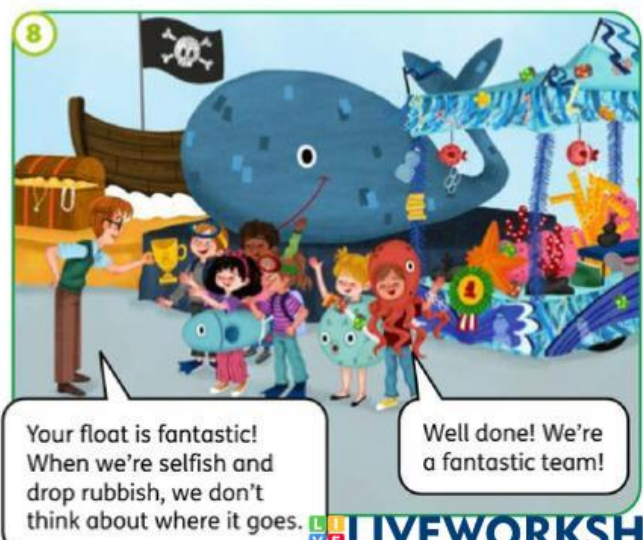 8
1
Your float is fantastic!
When we're selfish and
drop rubbish, we don't
think about where it goes.
Well done! We're
a fantastic team!
LIVEWORKSH